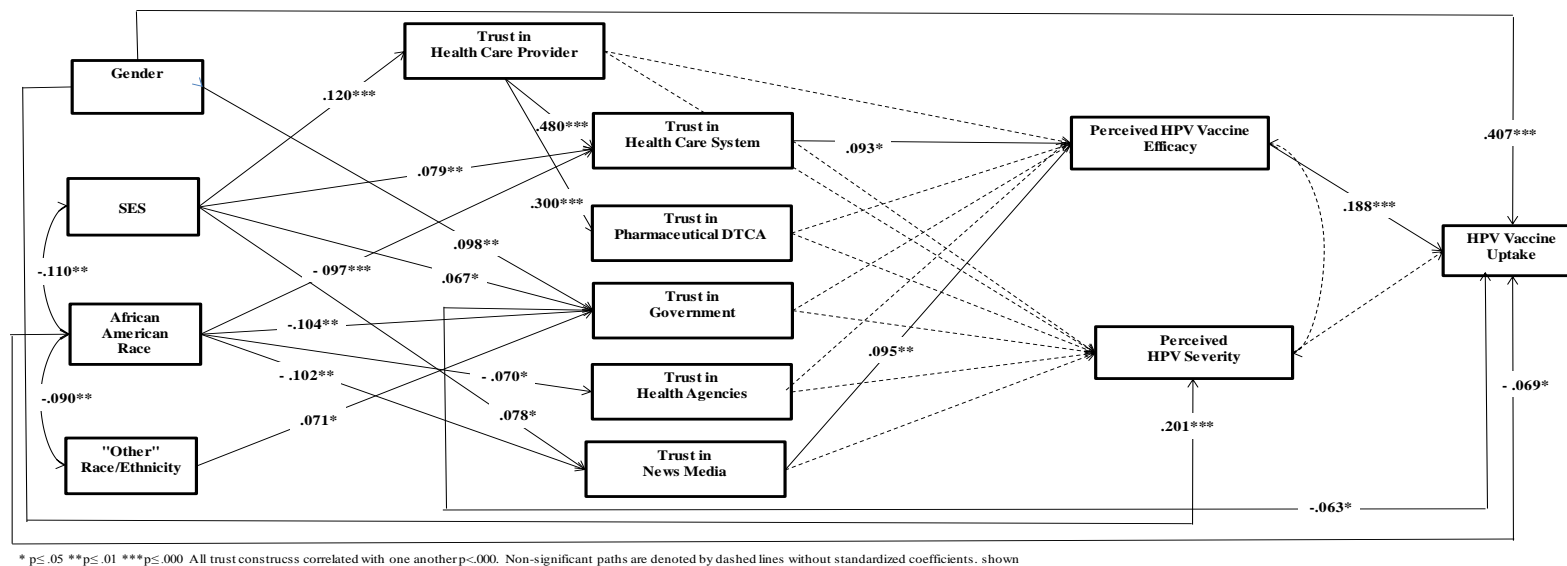 Trust in
Health Care Provider
Gender
.120***
.480***
Trust in
Health Care System
Perceived HPV Vaccine
Efficacy
.407***
.093*
.079**
.300***
.188***
SES
Trust in
Pharmaceutical DTCA
HPV Vaccine
Uptake
.098**
-.110**
- 097***
.067*
African
American
Race
Trust in
Government
-.104**
Perceived
HPV Severity
.095**
- .102**
- .070*
Trust in
Health Agencies
- .069*
-.090**
.071*
.078*
.201***
"Other"
Race/Ethnicity
Trust in
News Media
-.063*
* p≤ .05 **p≤ .01 ***p≤ .000 All trust construcss correlated with one another p<.000. Non-significant paths are denoted by dashed lines without standardized coefficients. shown